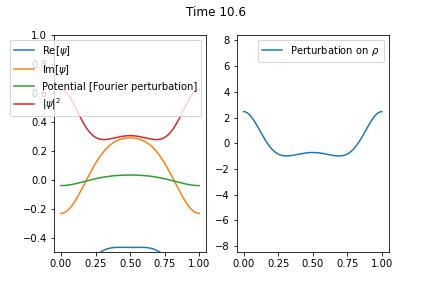 Time 10.6
1.0
0.8
0.6
0.4
0.2
0.0
−0.2
−0.4
Re[ψ]
Im[ψ]
Potential [Fourier perturbation]
|ψ|²
0.00 0.25 0.50 0.75 1.00
8
6
4
2
0
−2
−4
−6
−8
Perturbation on ρ
0.00 0.25 0.50 0.75 1.00